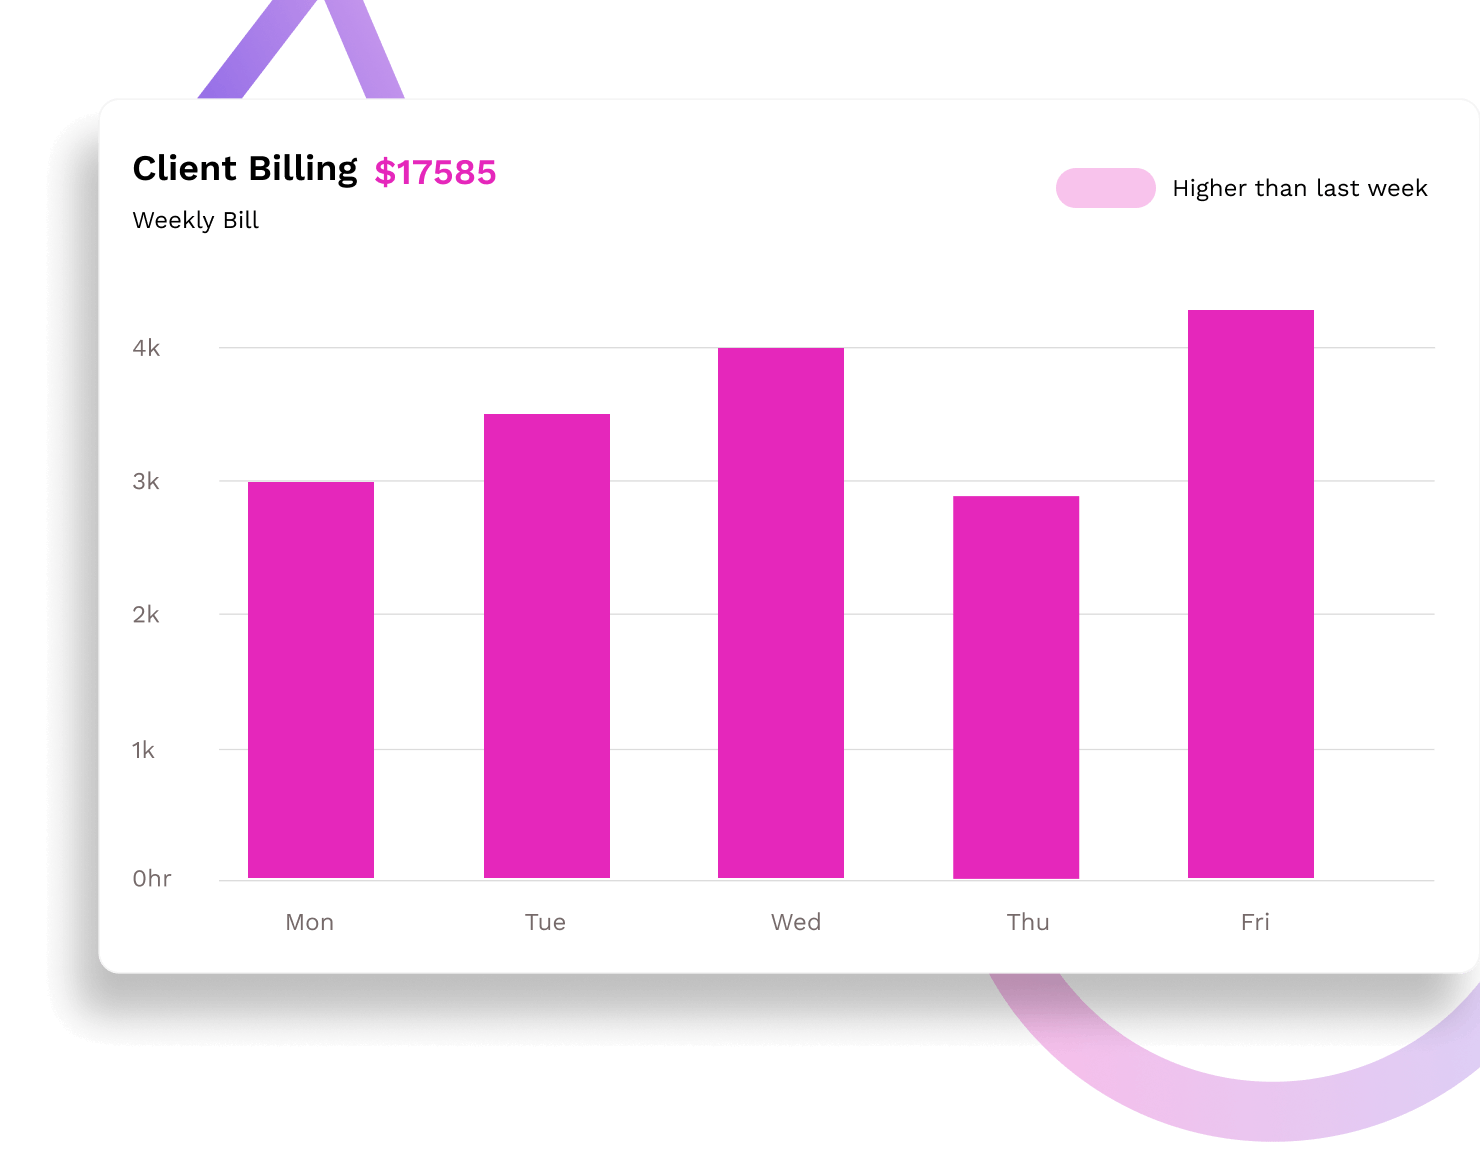 Client Billing $17585
Weekly Bill
Higher than last week
4k
3k
2k
1k
0hr
Mon Tue Wed Thu Fri